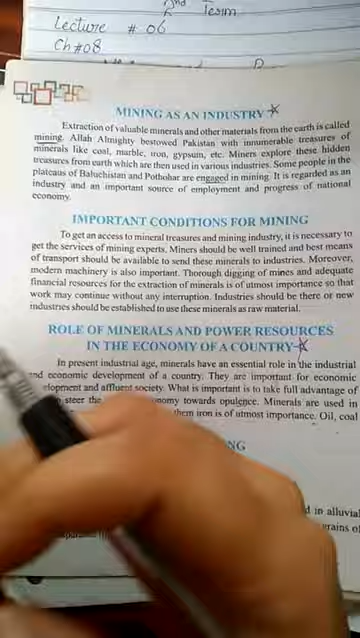 2nd Term
Lecture # 06
Ch#08
MINING AS AN INDUSTRY
Extraction of valuable minerals and other materials from the earth is called
mining. Allah Almighty bestowed Pakistan with innumerable treasures of
minerals like coal, marble, iron, gypsum, etc. Miners explore these hidden
treasures from earth which are then used in various industries. Some people in the
plateaus of Baluchistan and Pothohar are engaged in mining. It is regarded as an
industry and an important source of employment and progress of national
economy.
IMPORTANT CONDITIONS FOR MINING
To get an access to mineral treasures and mining industry, it is necessary to
get the services of mining experts. Miners should be well trained and best means
of transport should be available to send these minerals to industries. Moreover,
modern machinery is also important. Thorough digging of mines and adequate
financial resources for the extraction of minerals is of utmost importance so that
work may continue without any interruption. Industries should be there or new
industries should be established to use these minerals as raw material.
ROLE OF MINERALS AND POWER RESOURCES
IN THE ECONOMY OF A COUNTRY
In present industrial age, minerals have an essential role in the industrial
and economic development of a country. They are important for economic
elopment and affluent society. What is important is to take full advantage of
steer the nomy towards opulence. Minerals are used in
them iron is of utmost importance. Oil, coal
NG
d in alluvial
grains of